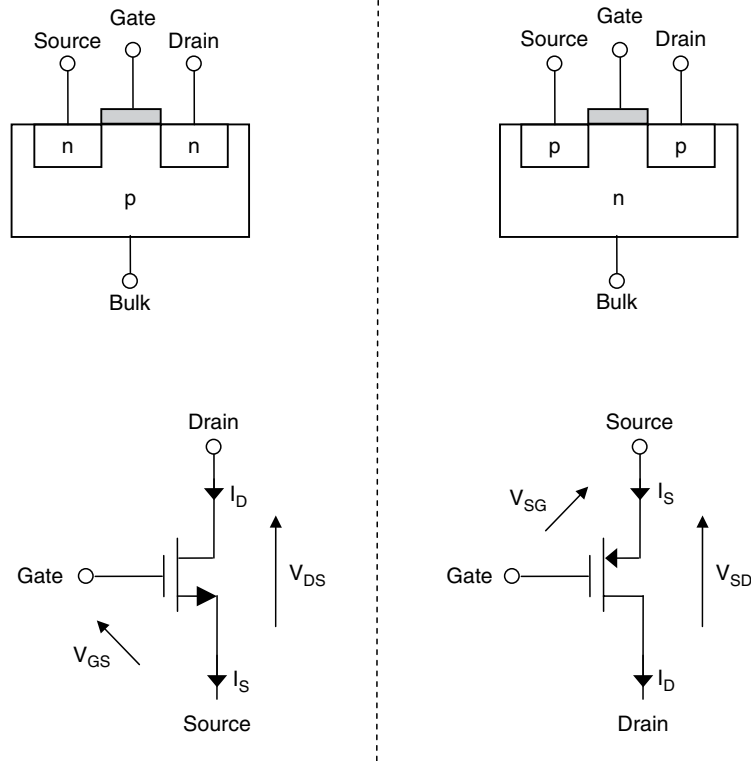 Gate
Source Drain
n n
p
Bulk
Drain
I_D
V_DS
Gate
V_GS
I_S
Source
Gate
Source Drain
p p
n
Bulk
Source
V_SG
I_S
V_SD
Gate
I_D
Drain